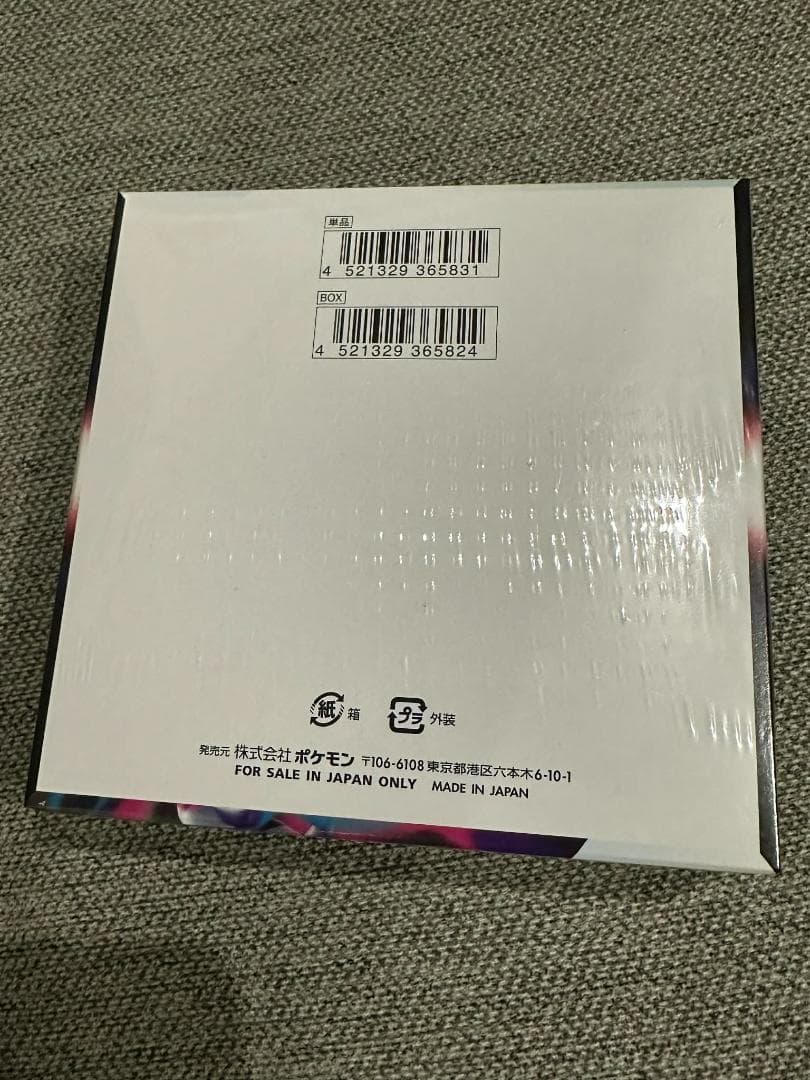 単品
4 521329 365831
BOX
4 521329 365824
紙 箱 プラ 外装
発売元 株式会社 ポケモン 〒106-6108 東京都港区六本木6-10-1
FOR SALE IN JAPAN ONLY MADE IN JAPAN